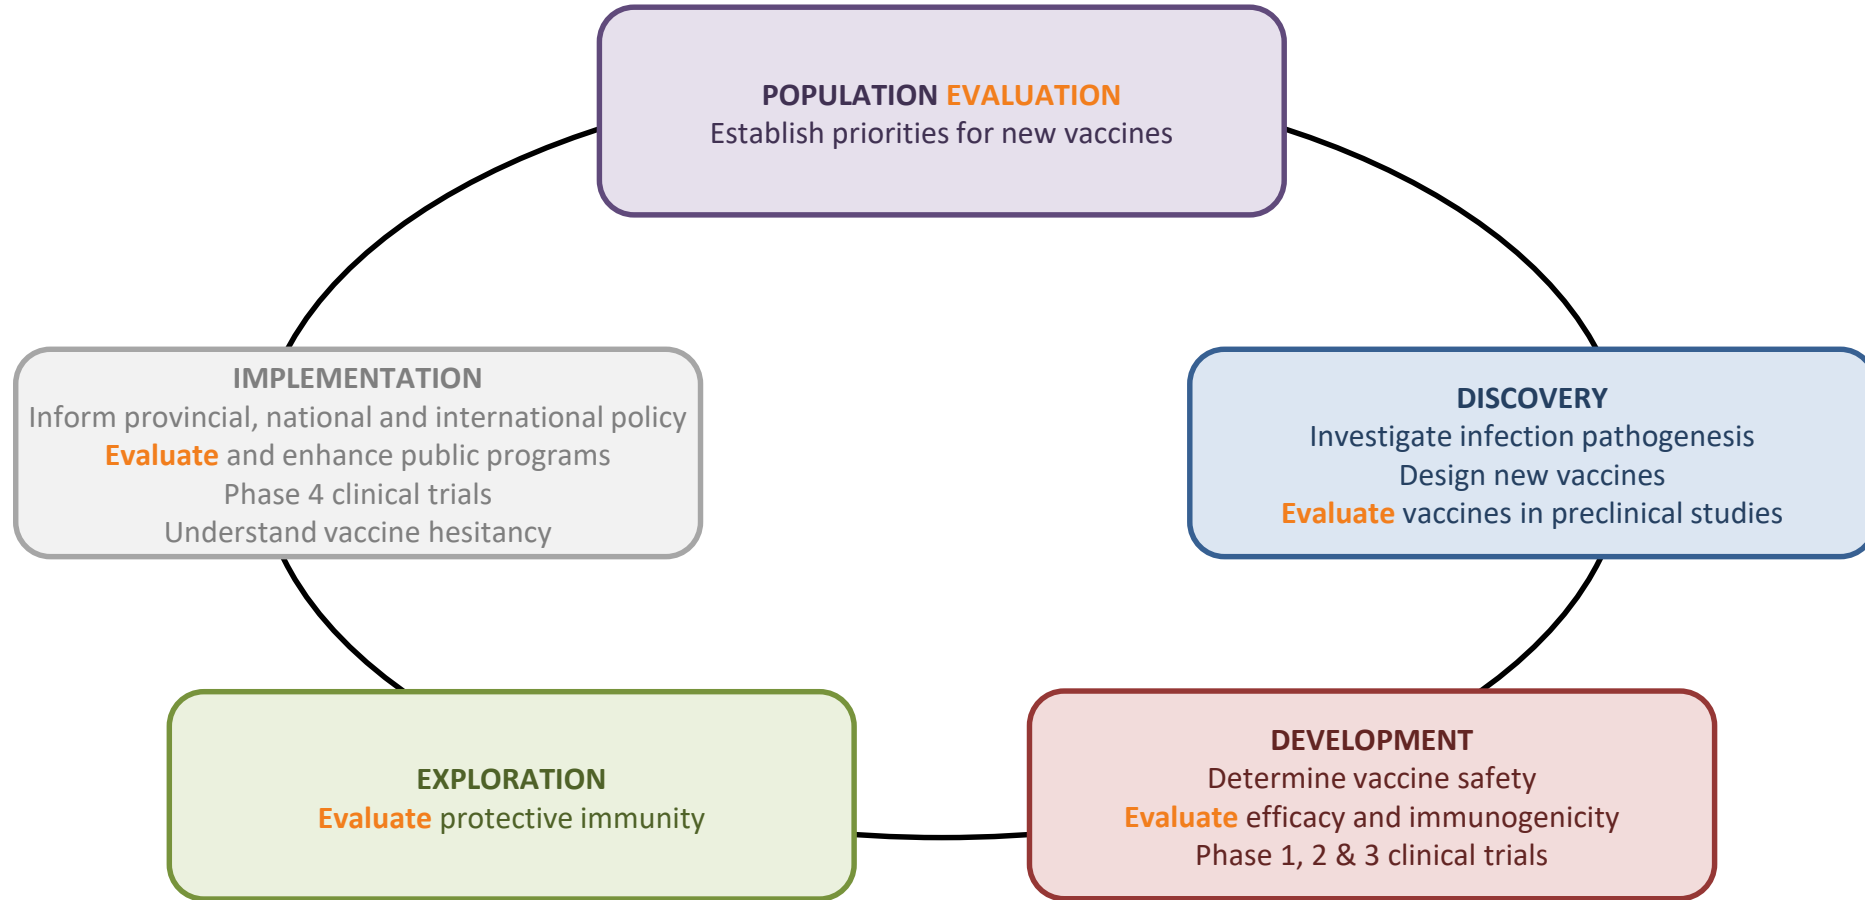 POPULATION EVALUATION
Establish priorities for new vaccines
IMPLEMENTATION
Inform provincial, national and international policy
Evaluate and enhance public programs
Phase 4 clinical trials
Understand vaccine hesitancy
DISCOVERY
Investigate infection pathogenesis
Design new vaccines
Evaluate vaccines in preclinical studies
EXPLORATION
Evaluate protective immunity
DEVELOPMENT
Determine vaccine safety
Evaluate efficacy and immunogenicity
Phase 1, 2 & 3 clinical trials